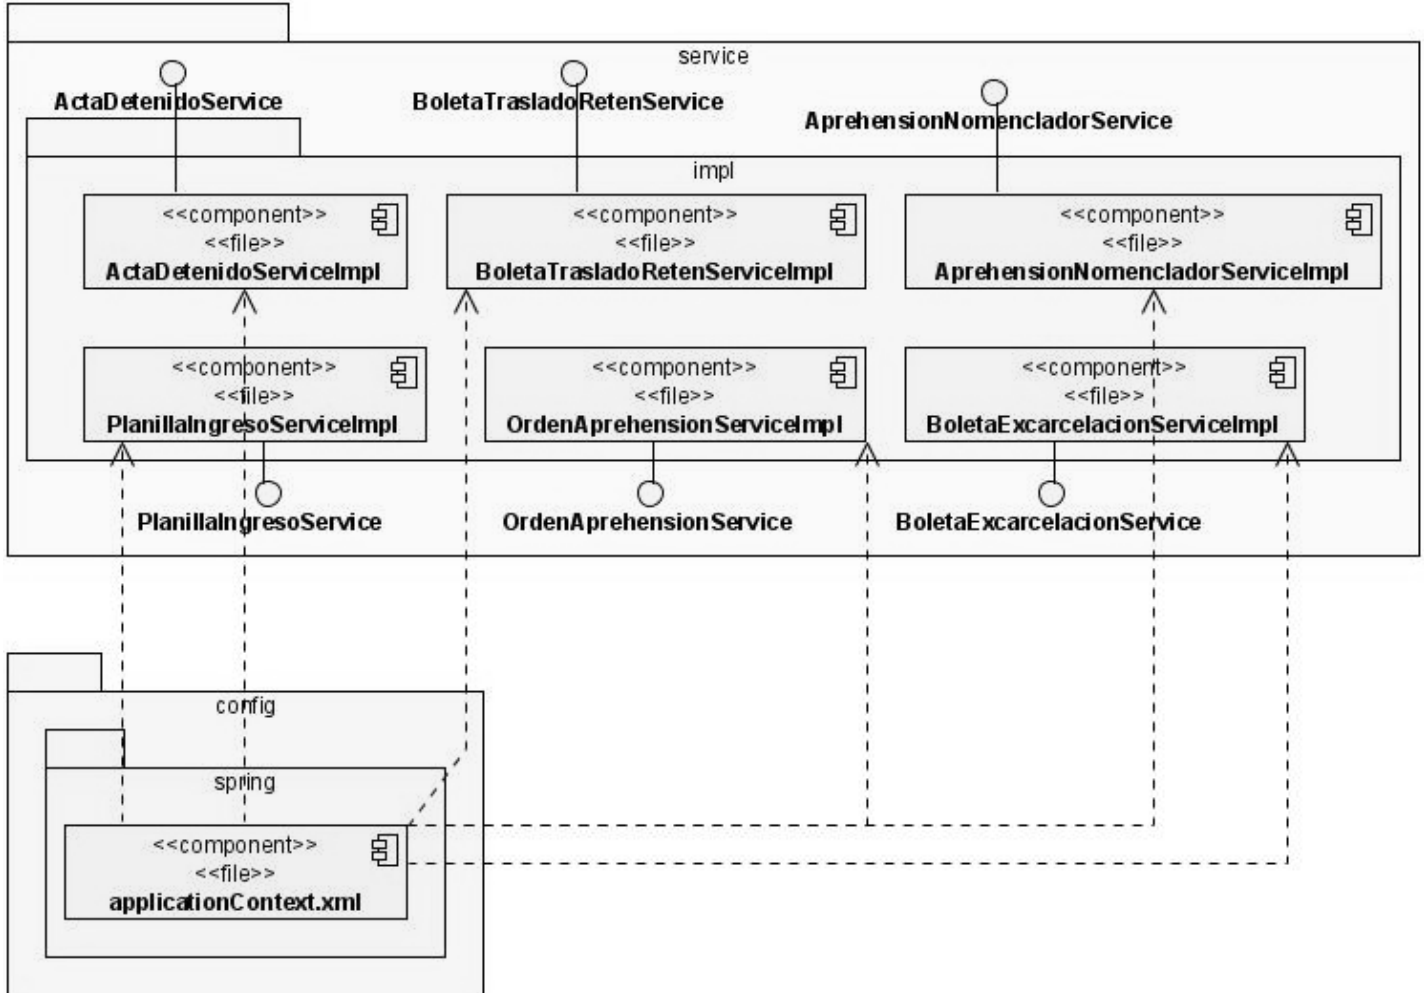 service
ActaDetenidoService
BoletaTrasladoRetenService
AprehensionNomencladorService
impl
<<component>>
<<file>>
ActaDetenidoServiceImpl
<<component>>
<<file>>
BoletaTrasladoRetenServiceImpl
<<component>>
<<file>>
AprehensionNomencladorServiceImpl
<<component>>
<<file>>
PlanillaIngresoServiceImpl
<<component>>
<<file>>
OrdenAprehensionServiceImpl
<<component>>
<<file>>
BoletaExcarcelacionServiceImpl
PlanillaIngresoService
OrdenAprehensionService
BoletaExcarcelacionService
config
spring
<<component>>
<<file>>
applicationContext.xml